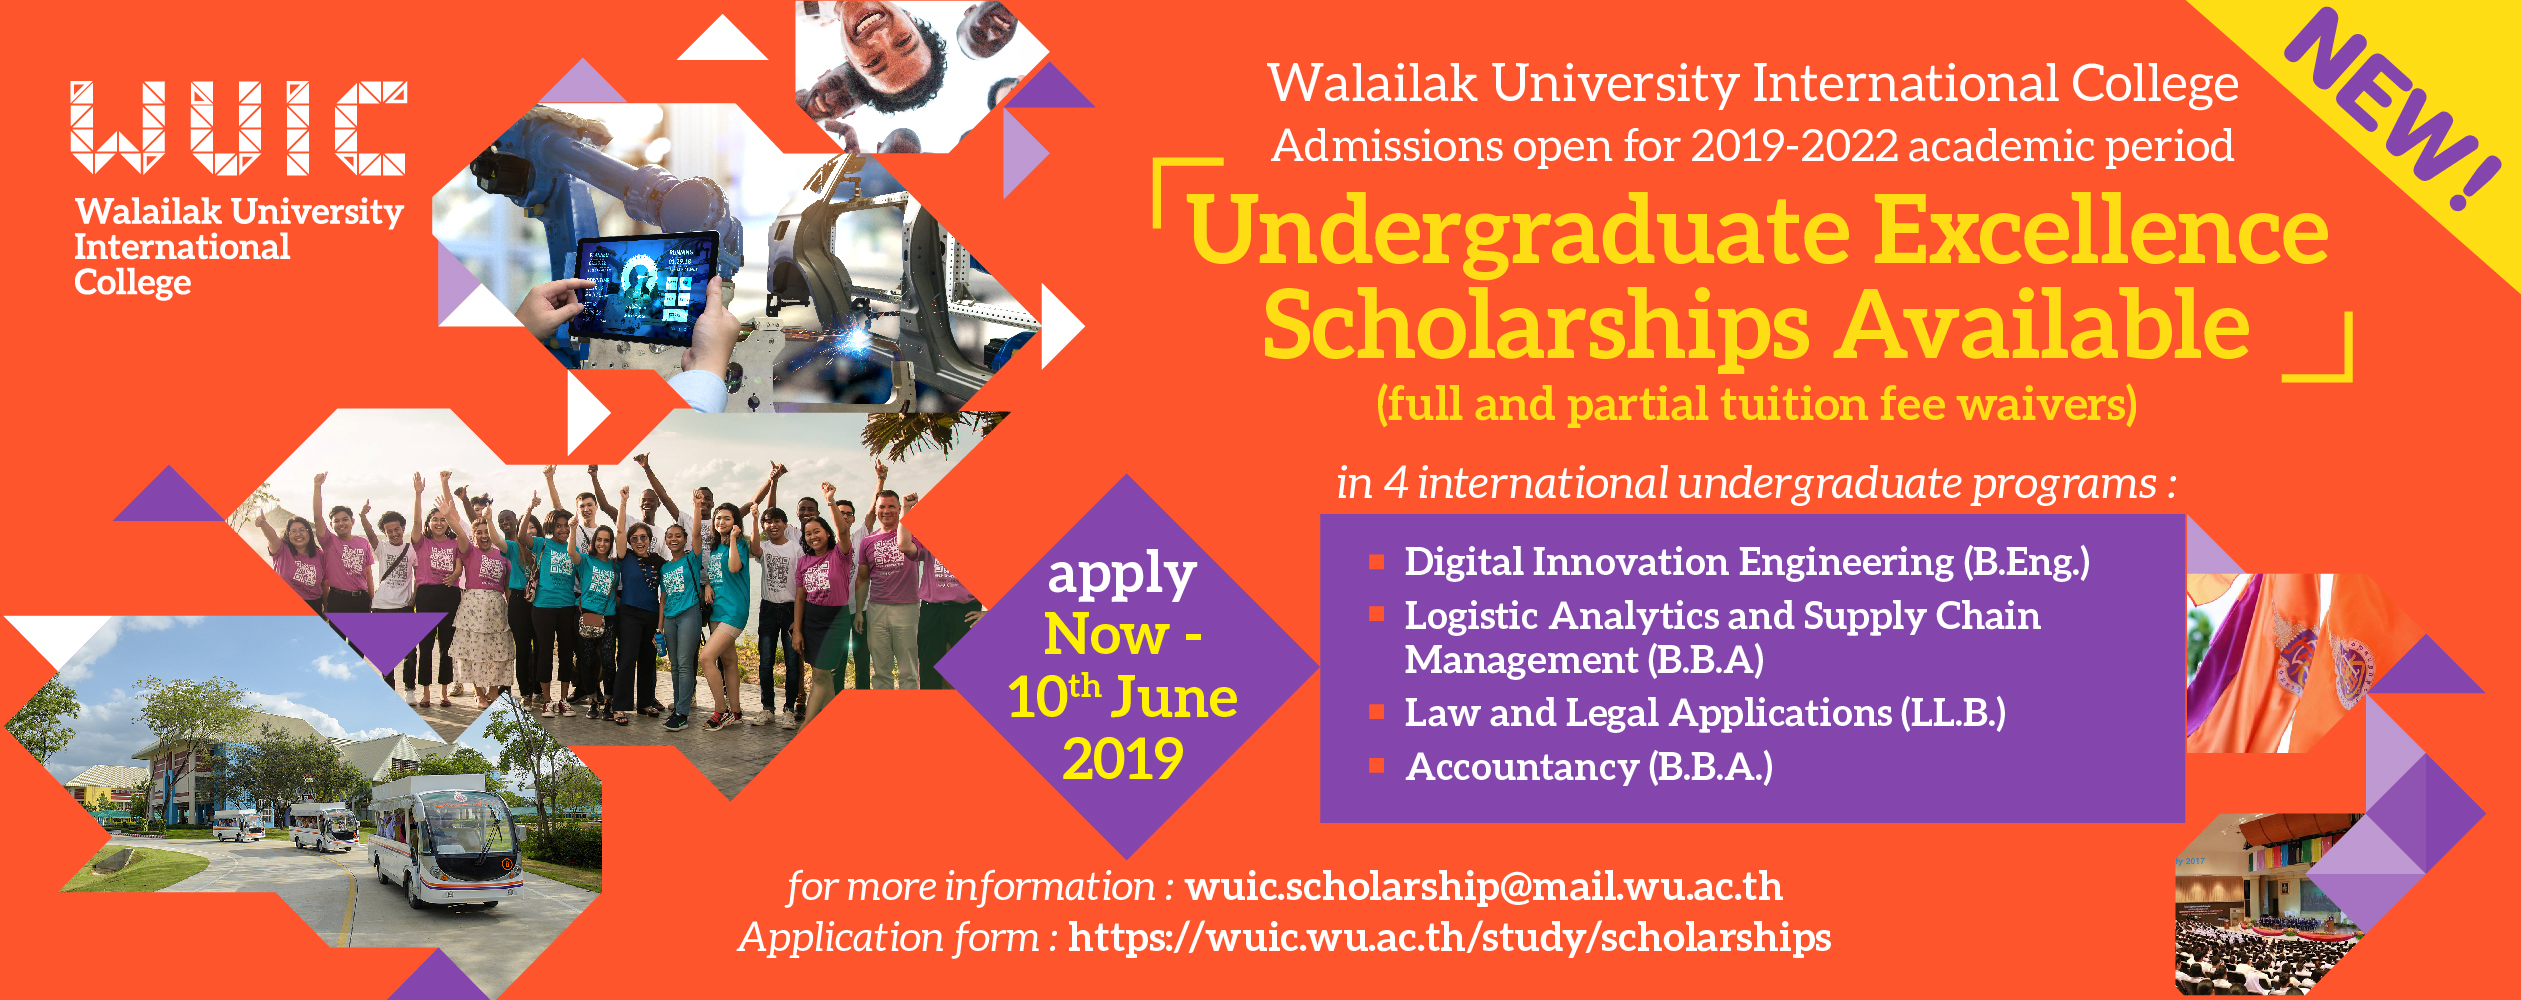 WUIC
Walailak University
International
College
NEW!
Walailak University International College
Admissions open for 2019-2022 academic period
Undergraduate Excellence
Scholarships Available
(full and partial tuition fee waivers)
in 4 international undergraduate programs :
Digital Innovation Engineering (B.Eng.)
Logistic Analytics and Supply Chain
Management (B.B.A)
Law and Legal Applications (LL.B.)
Accountancy (B.B.A.)
apply
Now -
10th June
2019
for more information : wuic.scholarship@mail.wu.ac.th
Application form : https://wuic.wu.ac.th/study/scholarships
RUNNING
2017